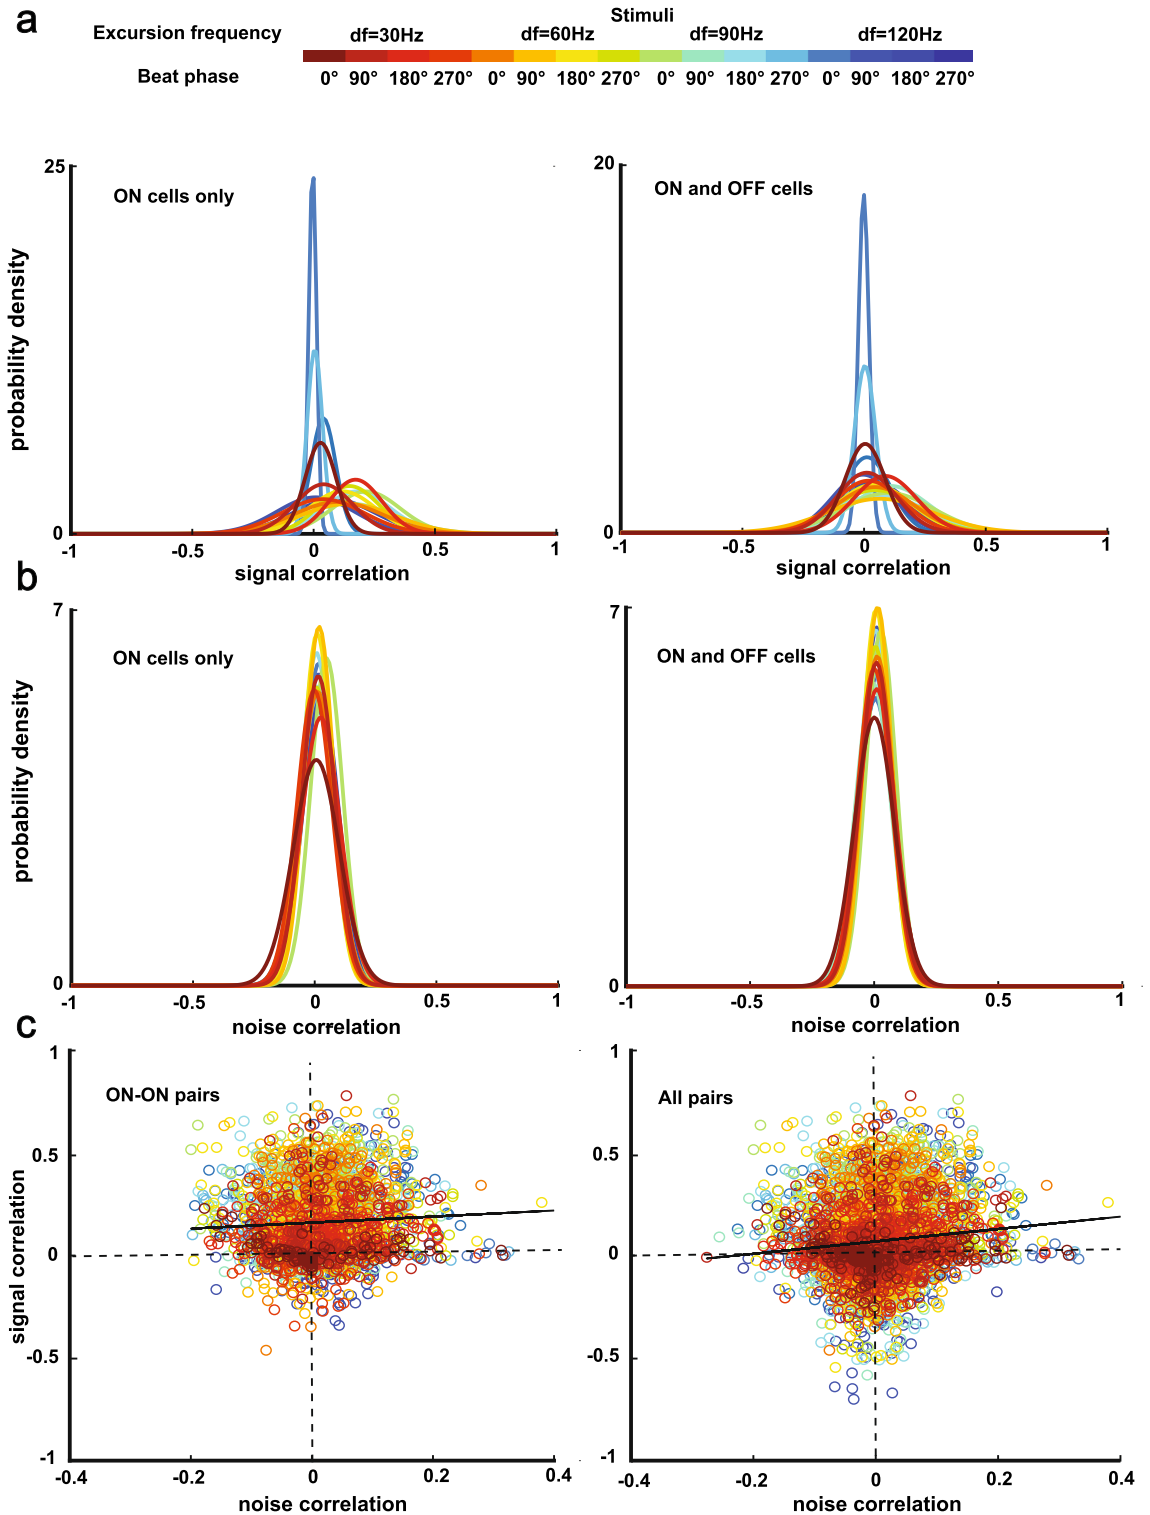 a
Stimuli
Excursion frequency df=30Hz df=60Hz df=90Hz df=120Hz
Beat phase 0° 90° 180° 270° 0° 90° 180° 270° 0° 90° 180° 270° 0° 90° 180° 270°
25
ON cells only
probability density
0
-1 -0.5 0 0.5 1
signal correlation
20
ON and OFF cells
0
-1 -0.5 0 0.5 1
signal correlation
b
7
ON cells only
probability density
0
-1 -0.5 0 0.5 1
noise correlation
7
ON and OFF cells
0
-1 -0.5 0 0.5 1
noise correlation
c
1
ON-ON pairs
0.5
signal correlation
0
-0.5
-1
-0.4 -0.2 0 0.2 0.4
noise correlation
1
All pairs
0.5
0
-0.5
-1
-0.4 -0.2 0 0.2 0.4
noise correlation